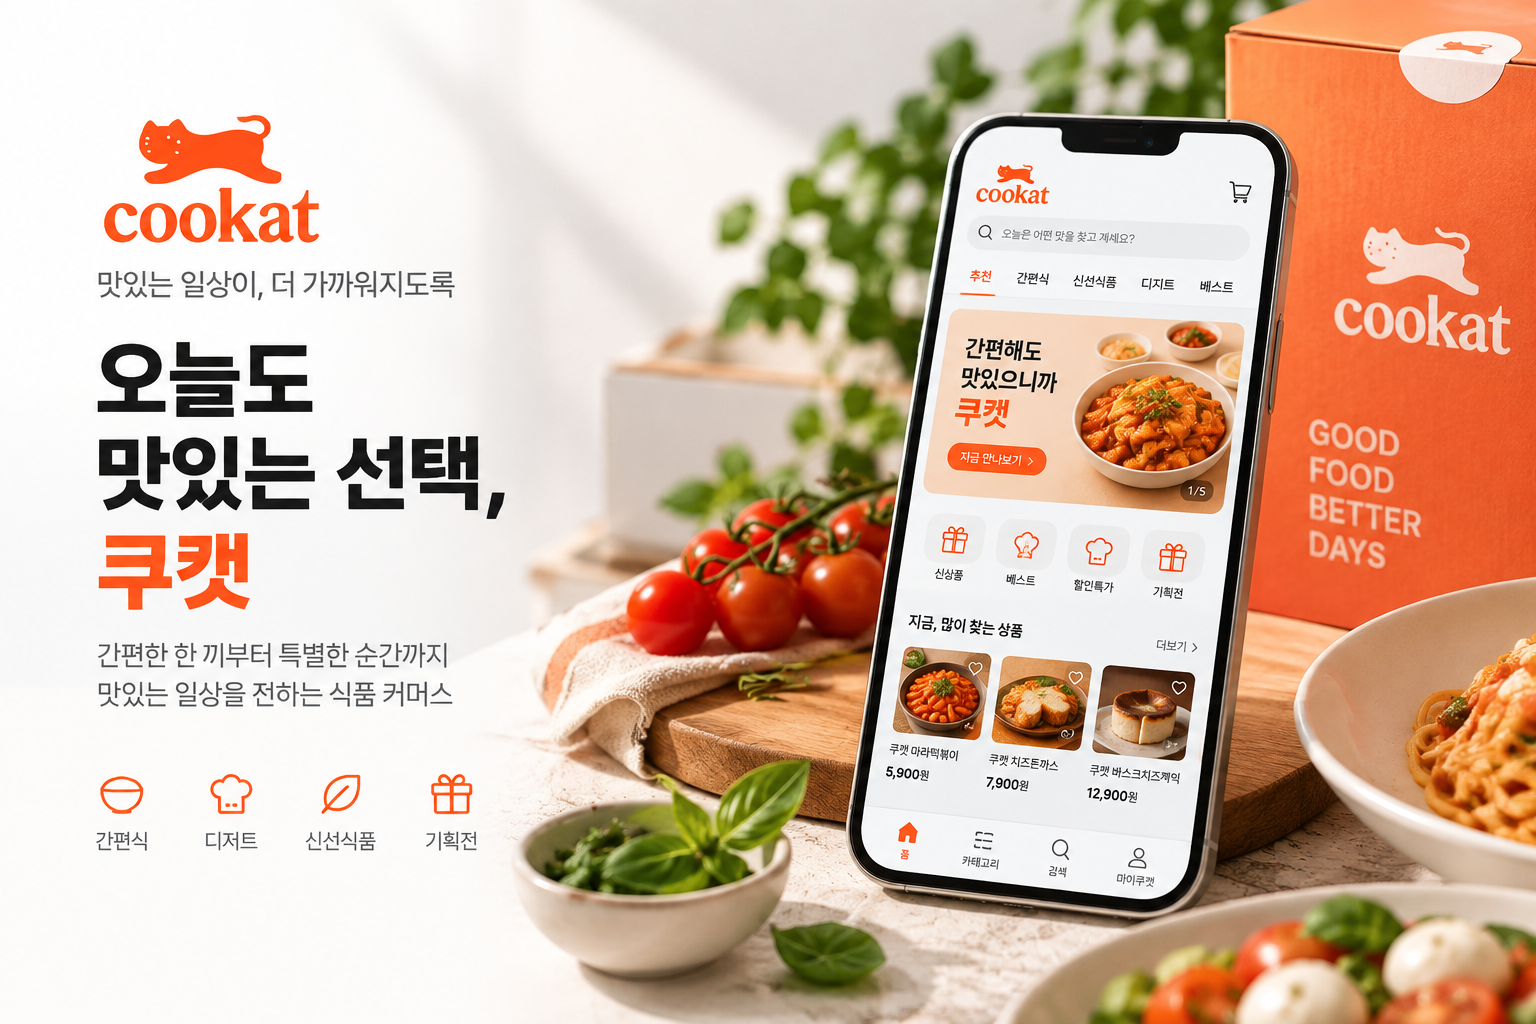 cookat
맛있는 일상이, 더 가까워지도록
오늘도
맛있는 선택,
쿠캣
간편한 한 끼부터 특별한 순간까지
맛있는 일상을 전하는 식품 커머스
간편식
디저트
신선식품
기획전
cookat
오늘은 어떤 맛을 찾고 계세요?
추천
간편식
신선식품
디지트
베스트
간편해도
맛있으니까
쿠캣
지금 만나보기 >
1/5
신상품
베스트
할인특가
기획전
지금, 많이 찾는 상품
더보기 >
쿠캣 마라떡볶이
5,900원
쿠캣 치즈돈까스
7,900원
쿠캣 바스크치즈케익
12,900원
홈
카테고리
검색
마이쿠캣
cookat
GOOD
FOOD
BETTER
DAYS